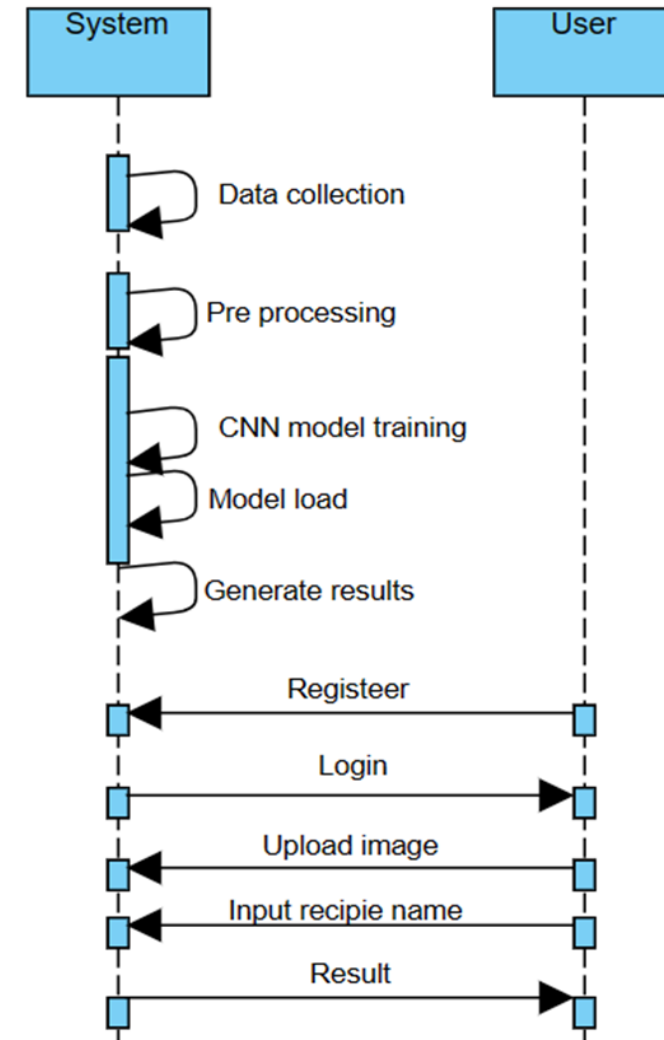 System
User
Data collection
Pre processing
CNN model training
Model load
Generate results
Registeer
Login
Upload image
Input recipie name
Result